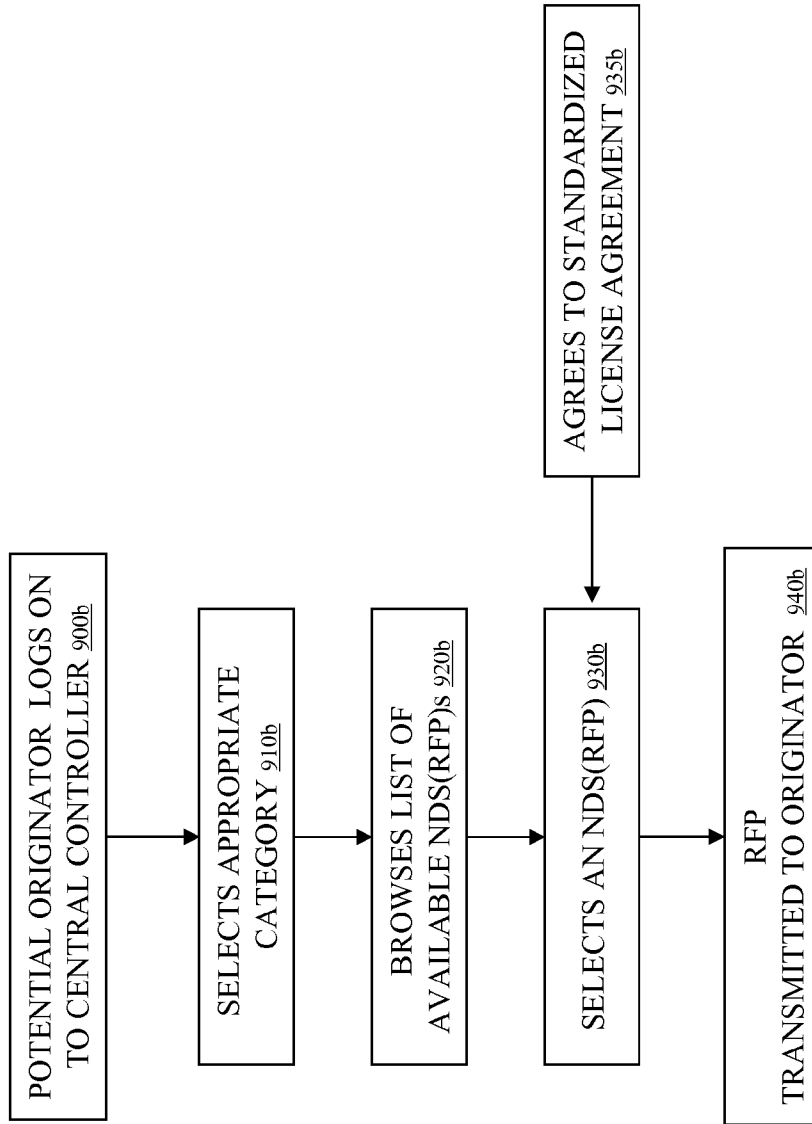 POTENTIAL ORIGINATOR LOGS ON
TO CENTRAL CONTROLLER 900b
SELECTS APPROPRIATE
CATEGORY 910b
BROWSES LIST OF
AVAILABLE NDS(RFP)s 920b
SELECTS AN NDS(RFP) 930b
AGREES TO STANDARDIZED
LICENSE AGREEMENT 935b
RFP
TRANSMITTED TO ORIGINATOR 940b